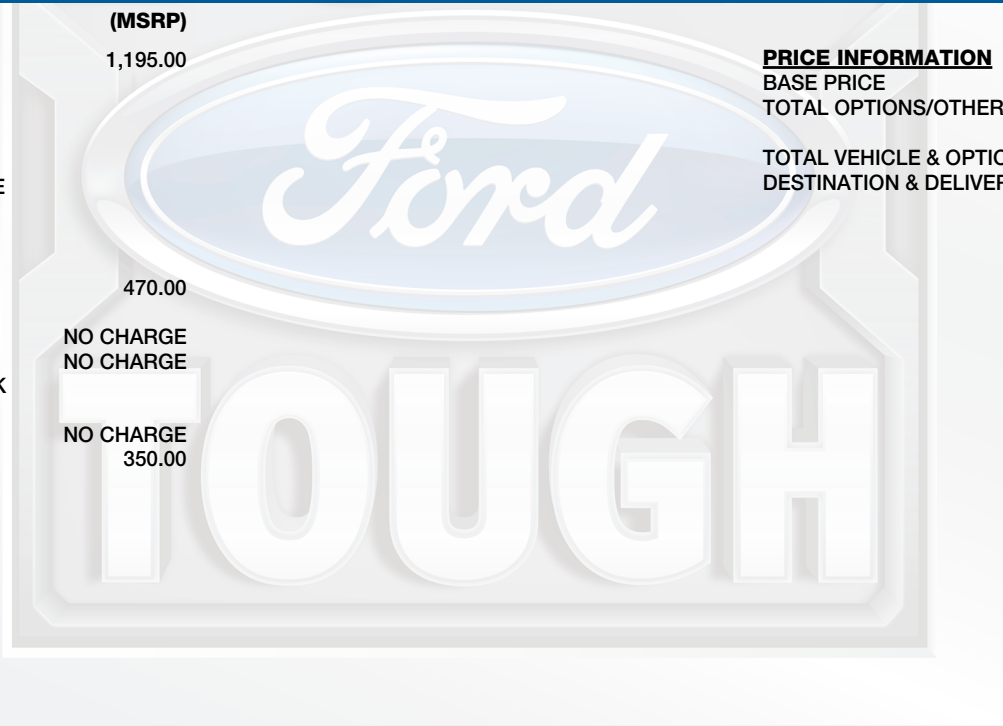 (MSRP)
1,195.00
470.00
NO CHARGE
NO CHARGE
NO CHARGE
350.00
PRICE INFORMATION
BASE PRICE
TOTAL OPTIONS/OTHER
TOTAL VEHICLE & OPTIO
DESTINATION & DELIVER
E
K
Ford
TOUGH